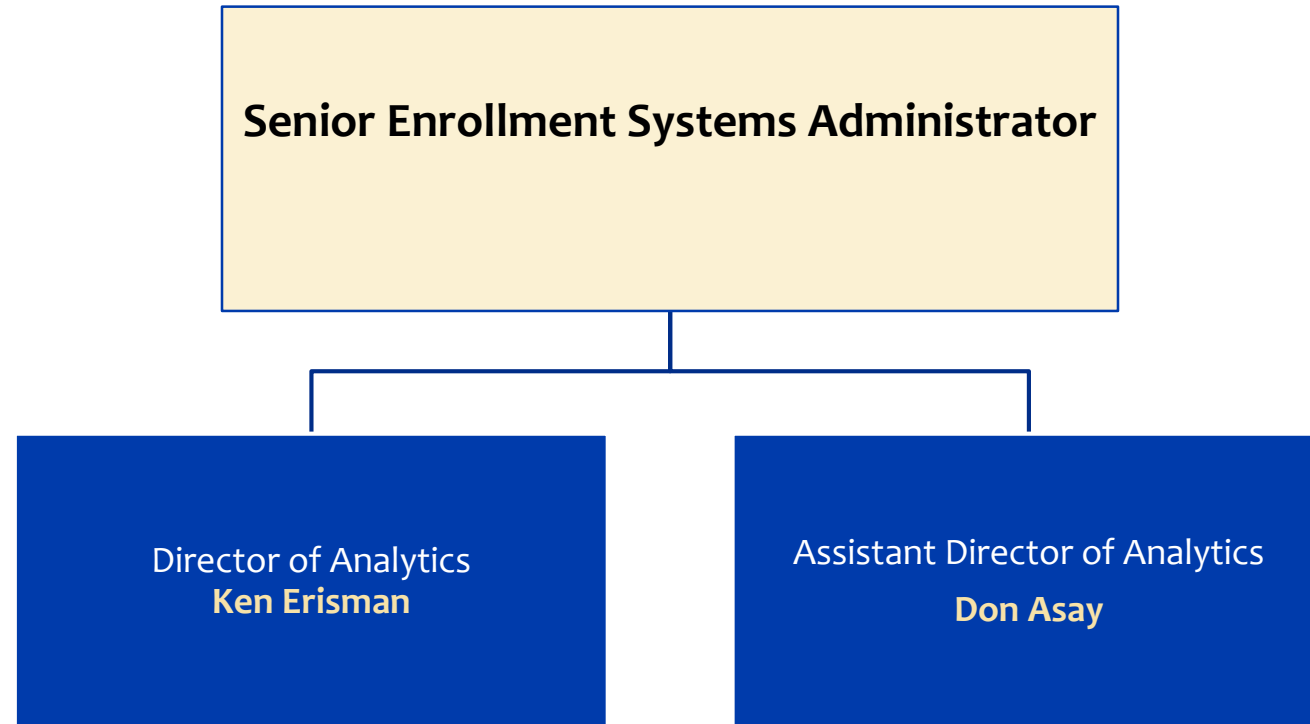 Senior Enrollment Systems Administrator
Director of Analytics
Ken Erisman
Assistant Director of Analytics
Don Asay